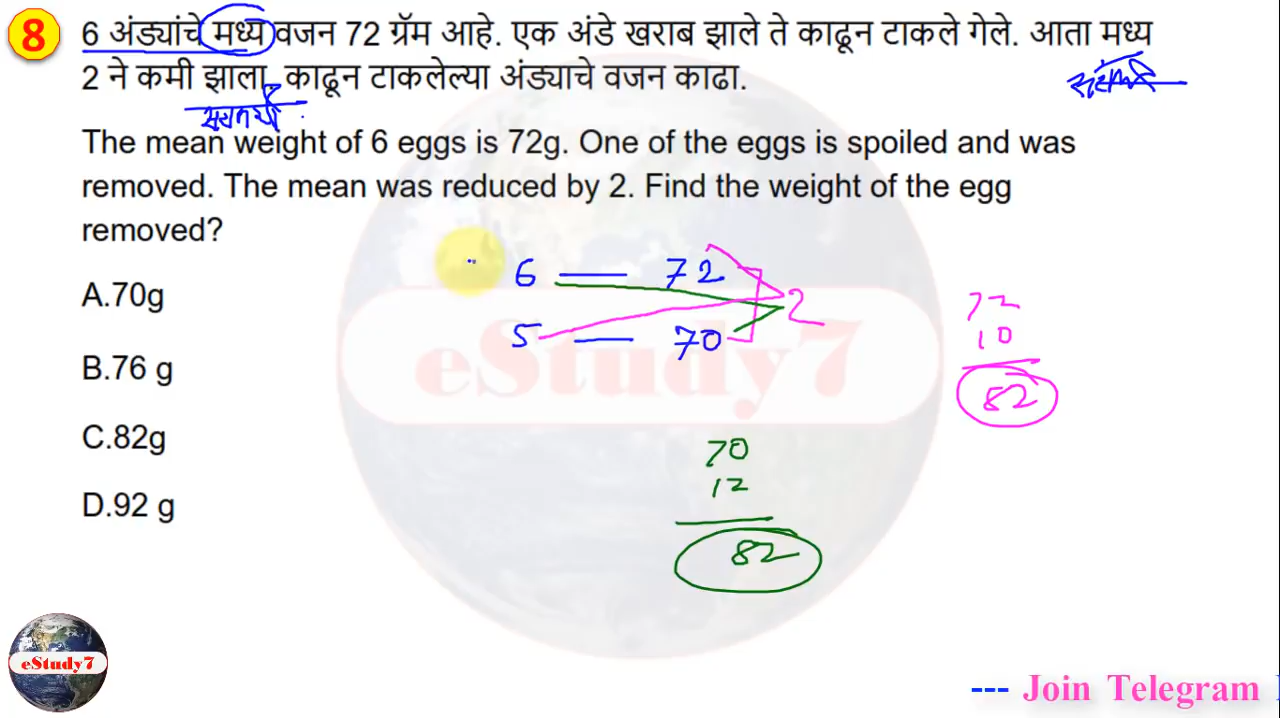 8
6 अंड्यांचे मध्य वजन 72 ग्रॅम आहे. एक अंडे खराब झाले ते काढून टाकले गेले. आता मध्य
2 ने कमी झाला. काढून टाकलेल्या अंड्याचे वजन काढा.
The mean weight of 6 eggs is 72g. One of the eggs is spoiled and was
removed. The mean was reduced by 2. Find the weight of the egg
removed?
6 — 72
2
5 — 70
A.70g
72
10
82
B.76 g
C.82g
70
12
82
D.92 g
eStudy7
eStudy7
--- Join Telegram